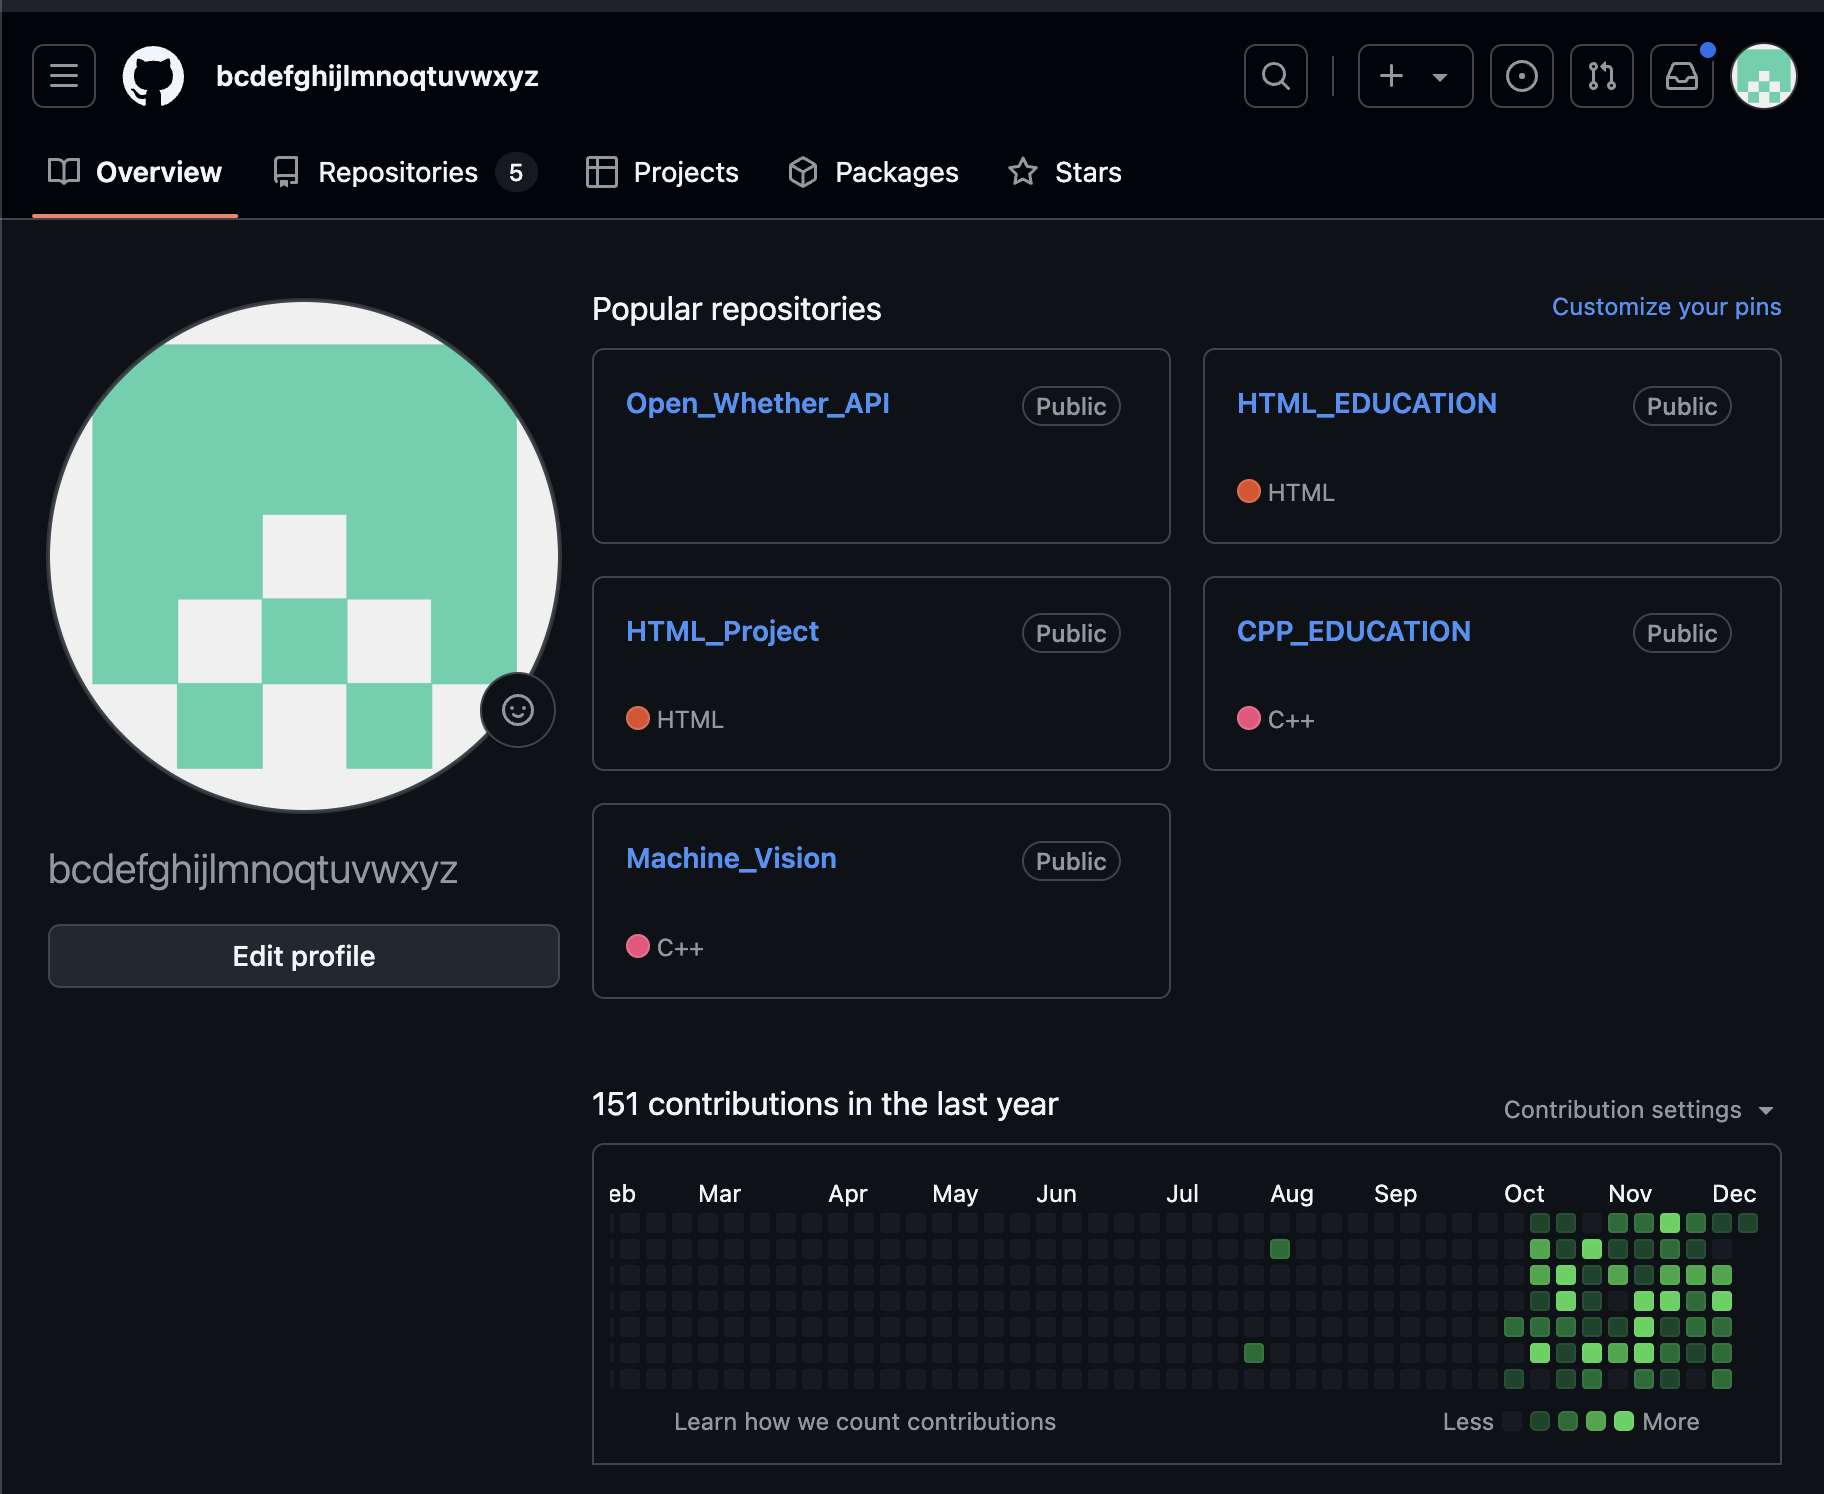 bcdefghijlmnoqtuvwxyz
Overview Repositories 5 Projects Packages Stars
Popular repositories
Customize your pins
Open_Whether_API Public
HTML_EDUCATION Public
HTML
HTML_Project Public
HTML
CPP_EDUCATION Public
C++
Machine_Vision Public
C++
bcdefghijlmnoqtuvwxyz
Edit profile
151 contributions in the last year
Contribution settings
eb Mar Apr May Jun Jul Aug Sep Oct Nov Dec
Learn how we count contributions
Less More